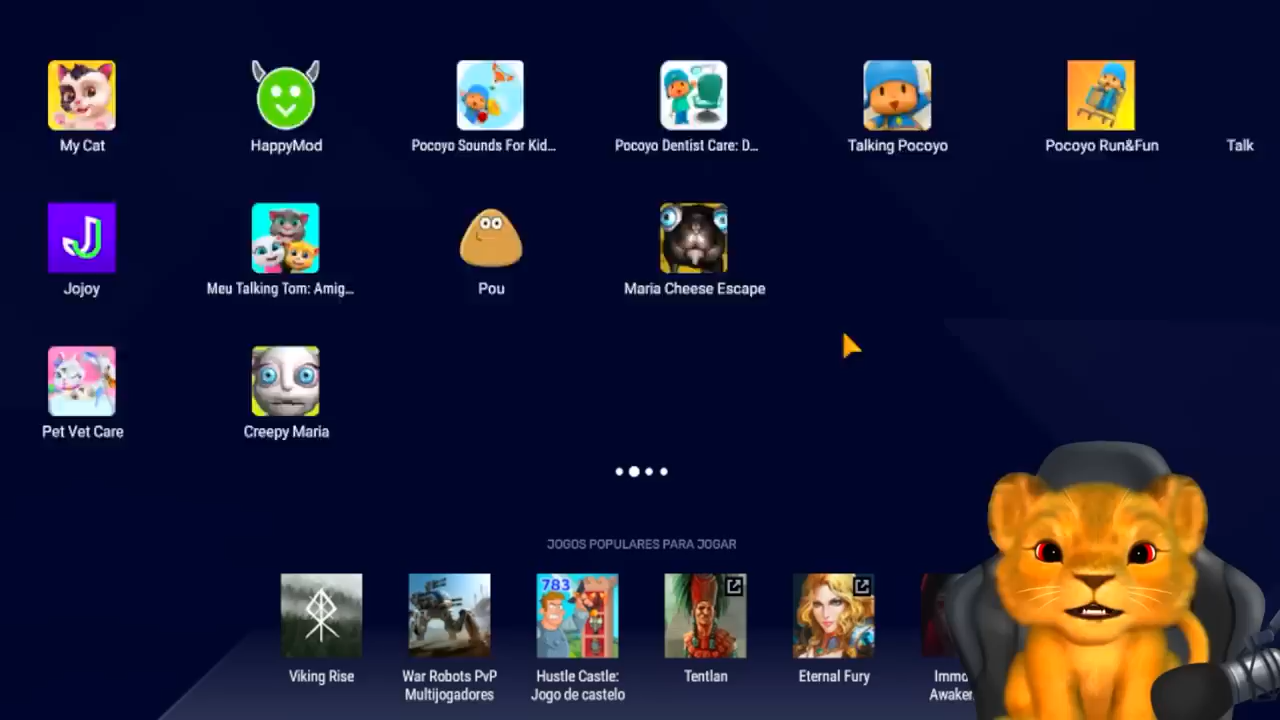 My Cat
HappyMod
Pocoyo Sounds For Kid...
Pocoyo Dentist Care: D...
Talking Pocoyo
Pocoyo Run&Fun
Talk
Jojoy
Meu Talking Tom: Amig...
Pou
Maria Cheese Escape
Pet Vet Care
Creepy Maria
JOGOS POPULARES PARA JOGAR
783
Viking Rise
War Robots PvP
Multijogadores
Hustle Castle:
Jogo de castelo
Tentlan
Eternal Fury
Immo
Awaker